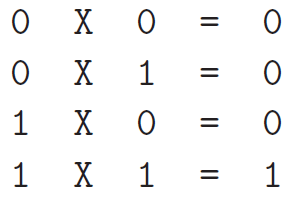 0 X 0 = 0
0 X 1 = 0
1 X 0 = 0
1 X 1 = 1